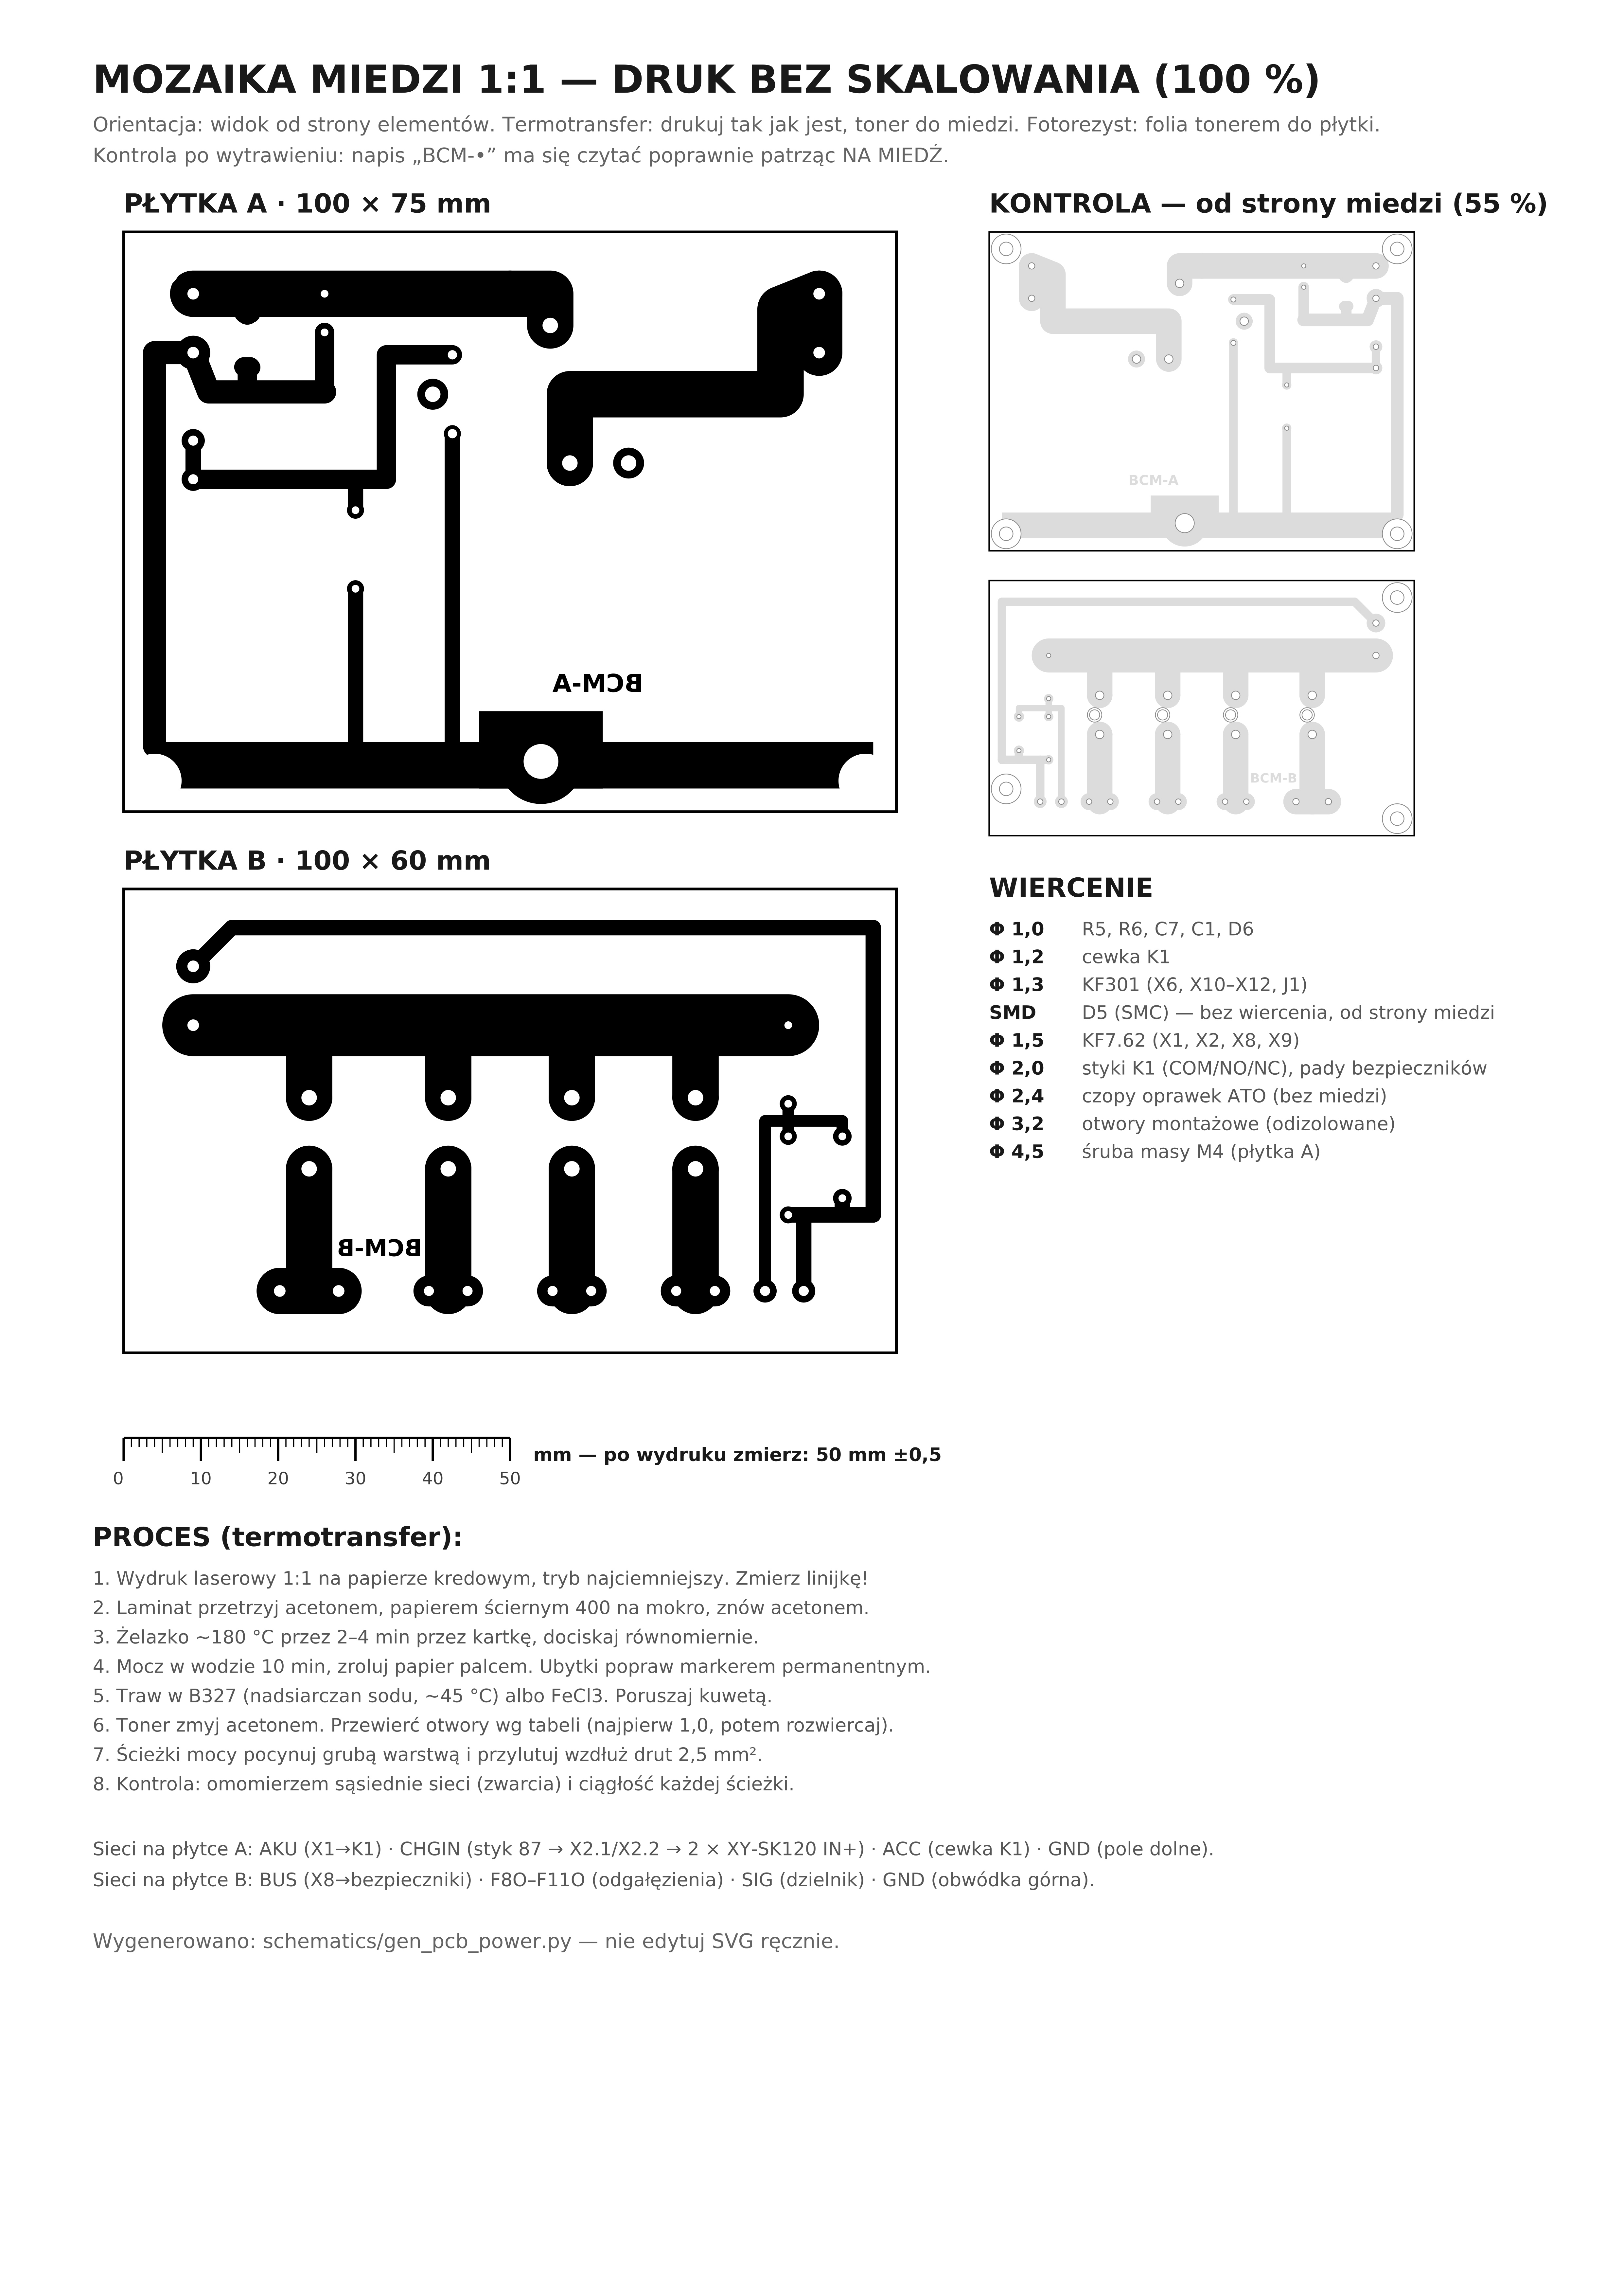 MOZAIKA MIEDZI 1:1 — DRUK BEZ SKALOWANIA (100 %)
Orientacja: widok od strony elementów. Termotransfer: drukuj tak jak jest, toner do miedzi. Fotorezyst: folia tonerem do płytki.
Kontrola po wytrawieniu: napis „BCM-•” ma się czytać poprawnie patrząc NA MIEDŹ.
PŁYTKA A · 100 × 75 mm
BCM-A
PŁYTKA B · 100 × 60 mm
BCM-B
KONTROLA — od strony miedzi (55 %)
BCM-A
BCM-B
WIERCENIE
Φ 1,0 R5, R6, C7, C1, D6
Φ 1,2 cewka K1
Φ 1,3 KF301 (X6, X10–X12, J1)
SMD D5 (SMC) — bez wiercenia, od strony miedzi
Φ 1,5 KF7.62 (X1, X2, X8, X9)
Φ 2,0 styki K1 (COM/NO/NC), pady bezpieczników
Φ 2,4 czopy oprawek ATO (bez miedzi)
Φ 3,2 otwory montażowe (odizolowane)
Φ 4,5 śruba masy M4 (płytka A)
mm — po wydruku zmierz: 50 mm ±0,5
0 10 20 30 40 50
PROCES (termotransfer):
1. Wydruk laserowy 1:1 na papierze kredowym, tryb najciemniejszy. Zmierz linijkę!
2. Laminat przetrzyj acetonem, papierem ściernym 400 na mokro, znów acetonem.
3. Żelazko ~180 °C przez 2–4 min przez kartkę, dociskaj równomiernie.
4. Mocz w wodzie 10 min, zroluj papier palcem. Ubytki popraw markerem permanentnym.
5. Traw w B327 (nadsiarczan sodu, ~45 °C) albo FeCl3. Poruszaj kuwetą.
6. Toner zmyj acetonem. Przewierć otwory wg tabeli (najpierw 1,0, potem rozwiercaj).
7. Ścieżki mocy pocynuj grubą warstwą i przylutuj wzdłuż drut 2,5 mm².
8. Kontrola: omomierzem sąsiednie sieci (zwarcia) i ciągłość każdej ścieżki.
Sieci na płytce A: AKU (X1→K1) · CHGIN (styk 87 → X2.1/X2.2 → 2 × XY-SK120 IN+) · ACC (cewka K1) · GND (pole dolne).
Sieci na płytce B: BUS (X8→bezpieczniki) · F8O–F11O (odgałęzienia) · SIG (dzielnik) · GND (obwódka górna).
Wygenerowano: schematics/gen_pcb_power.py — nie edytuj SVG ręcznie.